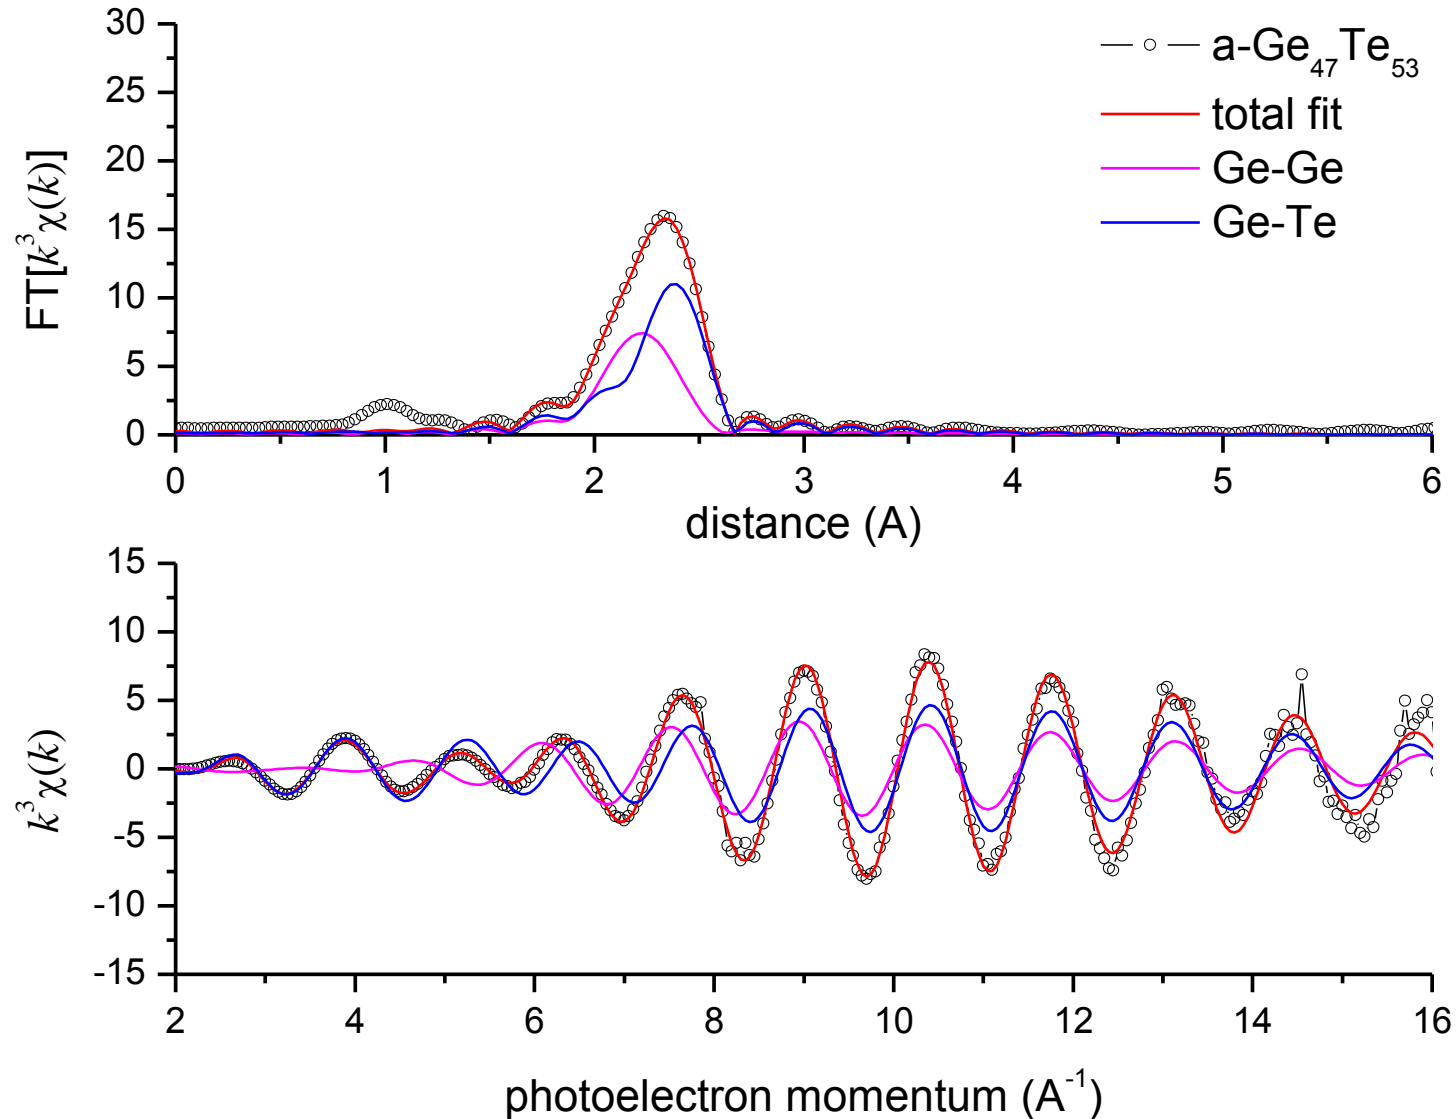 30
25
20
15
10
5
0
FT[k³χ(k)]
a-Ge₄₇Te₅₃
total fit
Ge-Ge
Ge-Te
0 1 2 3 4 5 6
distance (A)
15
10
5
0
-5
-10
-15
k³χ(k)
2 4 6 8 10 12 14 16
photoelectron momentum (A⁻¹)